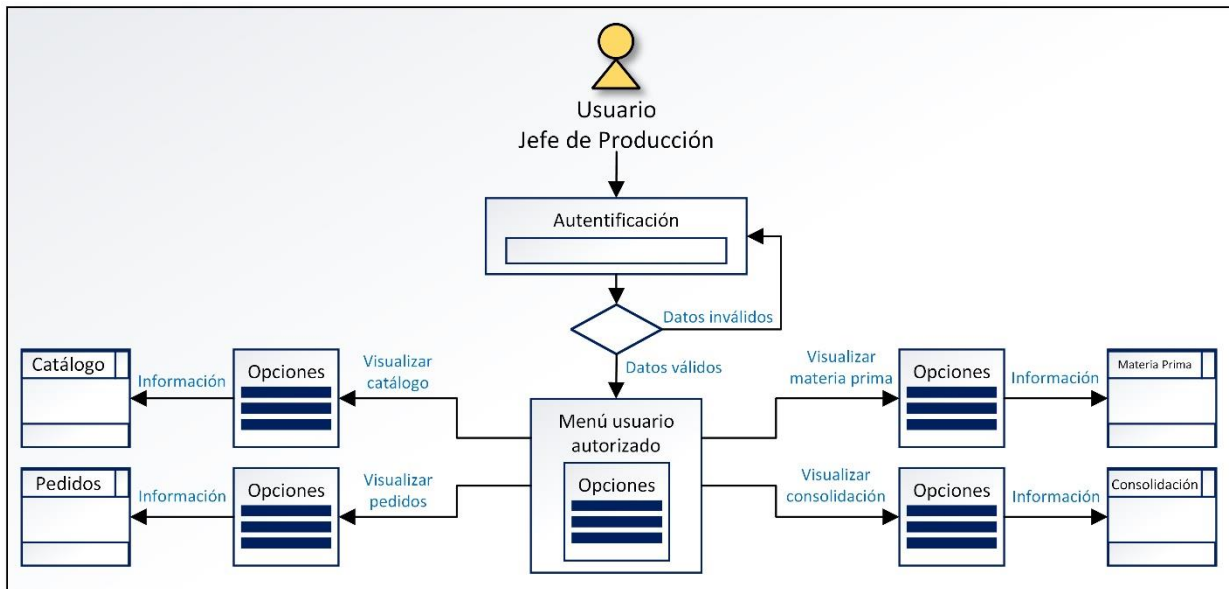 Usuario
Jefe de Producción
Autentificación
Datos inválidos
Datos válidos
Catálogo
Información
Opciones
Visualizar
catálogo
Menú usuario
autorizado
Opciones
Visualizar
materia prima
Opciones
Información
Materia Prima
Pedidos
Información
Opciones
Visualizar
pedidos
Visualizar
consolidación
Opciones
Información
Consolidación